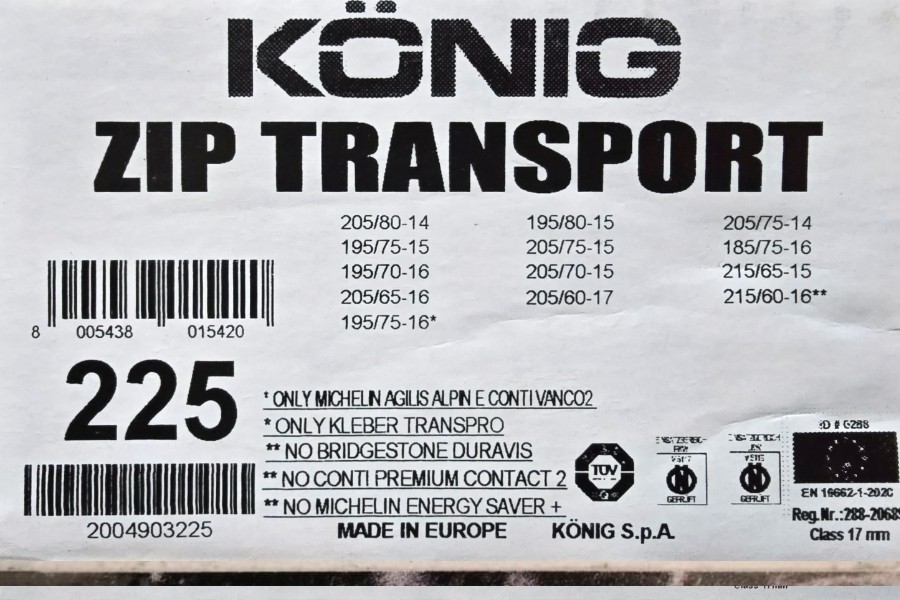 KÖNIG
ZIP TRANSPORT
205/80-14 195/80-15 205/75-14
195/75-15 205/75-15 185/75-16
195/70-16 205/70-15 215/65-15
205/65-16 205/60-17 215/60-16**
195/75-16*
8 005438 015420
225
* ONLY MICHELIN AGILIS ALPIN E CONTI VANCO2
* ONLY KLEBER TRANSPRO
** NO BRIDGESTONE DURAVIS
** NO CONTI PREMIUM CONTACT 2
** NO MICHELIN ENERGY SAVER +
2004903225
MADE IN EUROPE KÖNIG S.p.A.
TÜV
GEPRÜFT
GEPRÜFT
ID # 0288
EN 16662-1-2020
Reg.Nr.:288-20689
Class 17 mm